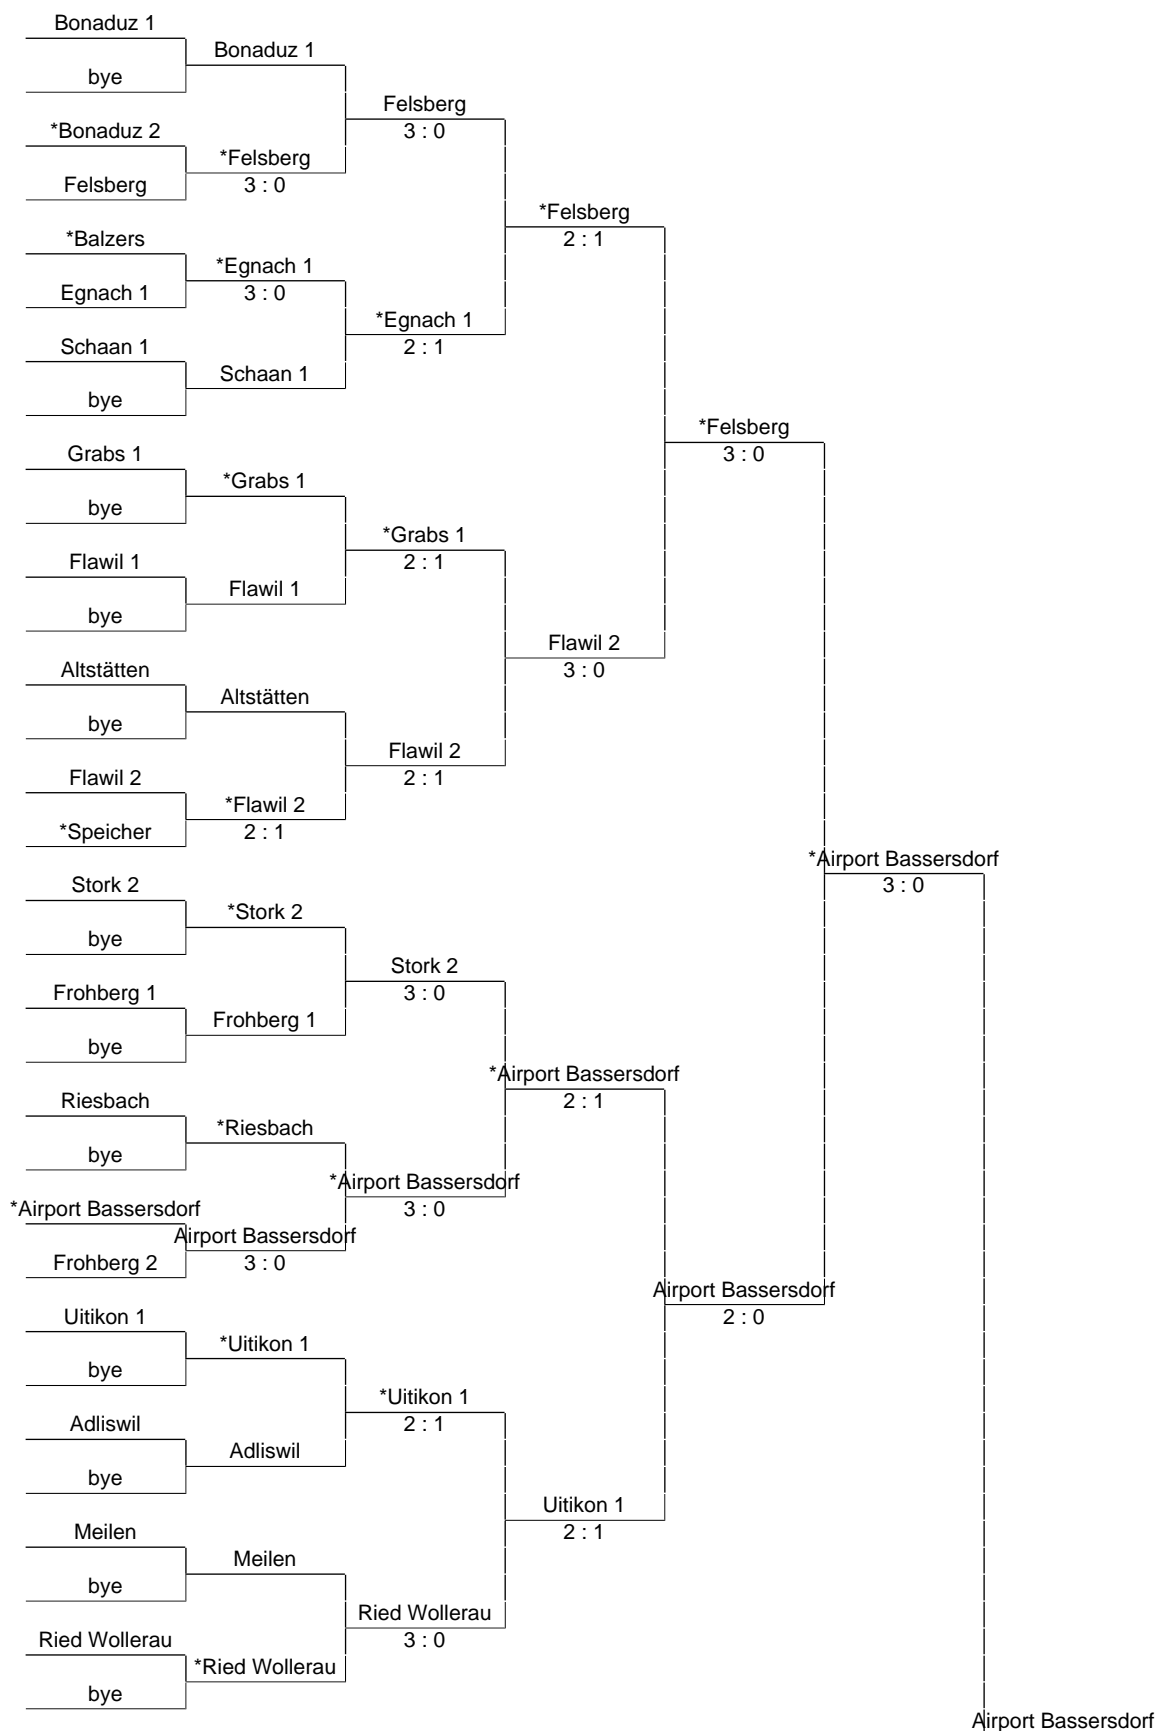 Bonaduz 1
Bonaduz 1
bye
Felsberg
3 : 0
*Bonaduz 2
*Felsberg
3 : 0
Felsberg
*Felsberg
2 : 1
*Balzers
*Egnach 1
3 : 0
Egnach 1
*Egnach 1
2 : 1
Schaan 1
Schaan 1
bye
*Felsberg
3 : 0
Grabs 1
*Grabs 1
bye
*Grabs 1
2 : 1
Flawil 1
Flawil 1
bye
Flawil 2
3 : 0
Altstätten
Altstätten
bye
Flawil 2
2 : 1
Flawil 2
*Flawil 2
2 : 1
*Speicher
*Airport Bassersdorf
3 : 0
Stork 2
*Stork 2
bye
Stork 2
3 : 0
Frohberg 1
Frohberg 1
bye
*Airport Bassersdorf
2 : 1
Riesbach
*Riesbach
bye
*Airport Bassersdorf
3 : 0
*Airport Bassersdorf
Airport Bassersdorf
3 : 0
Frohberg 2
Airport Bassersdorf
2 : 0
Uitikon 1
*Uitikon 1
bye
*Uitikon 1
2 : 1
Adliswil
Adliswil
bye
Uitikon 1
2 : 1
Meilen
Meilen
bye
Ried Wollerau
3 : 0
Ried Wollerau
*Ried Wollerau
bye
Airport Bassersdorf